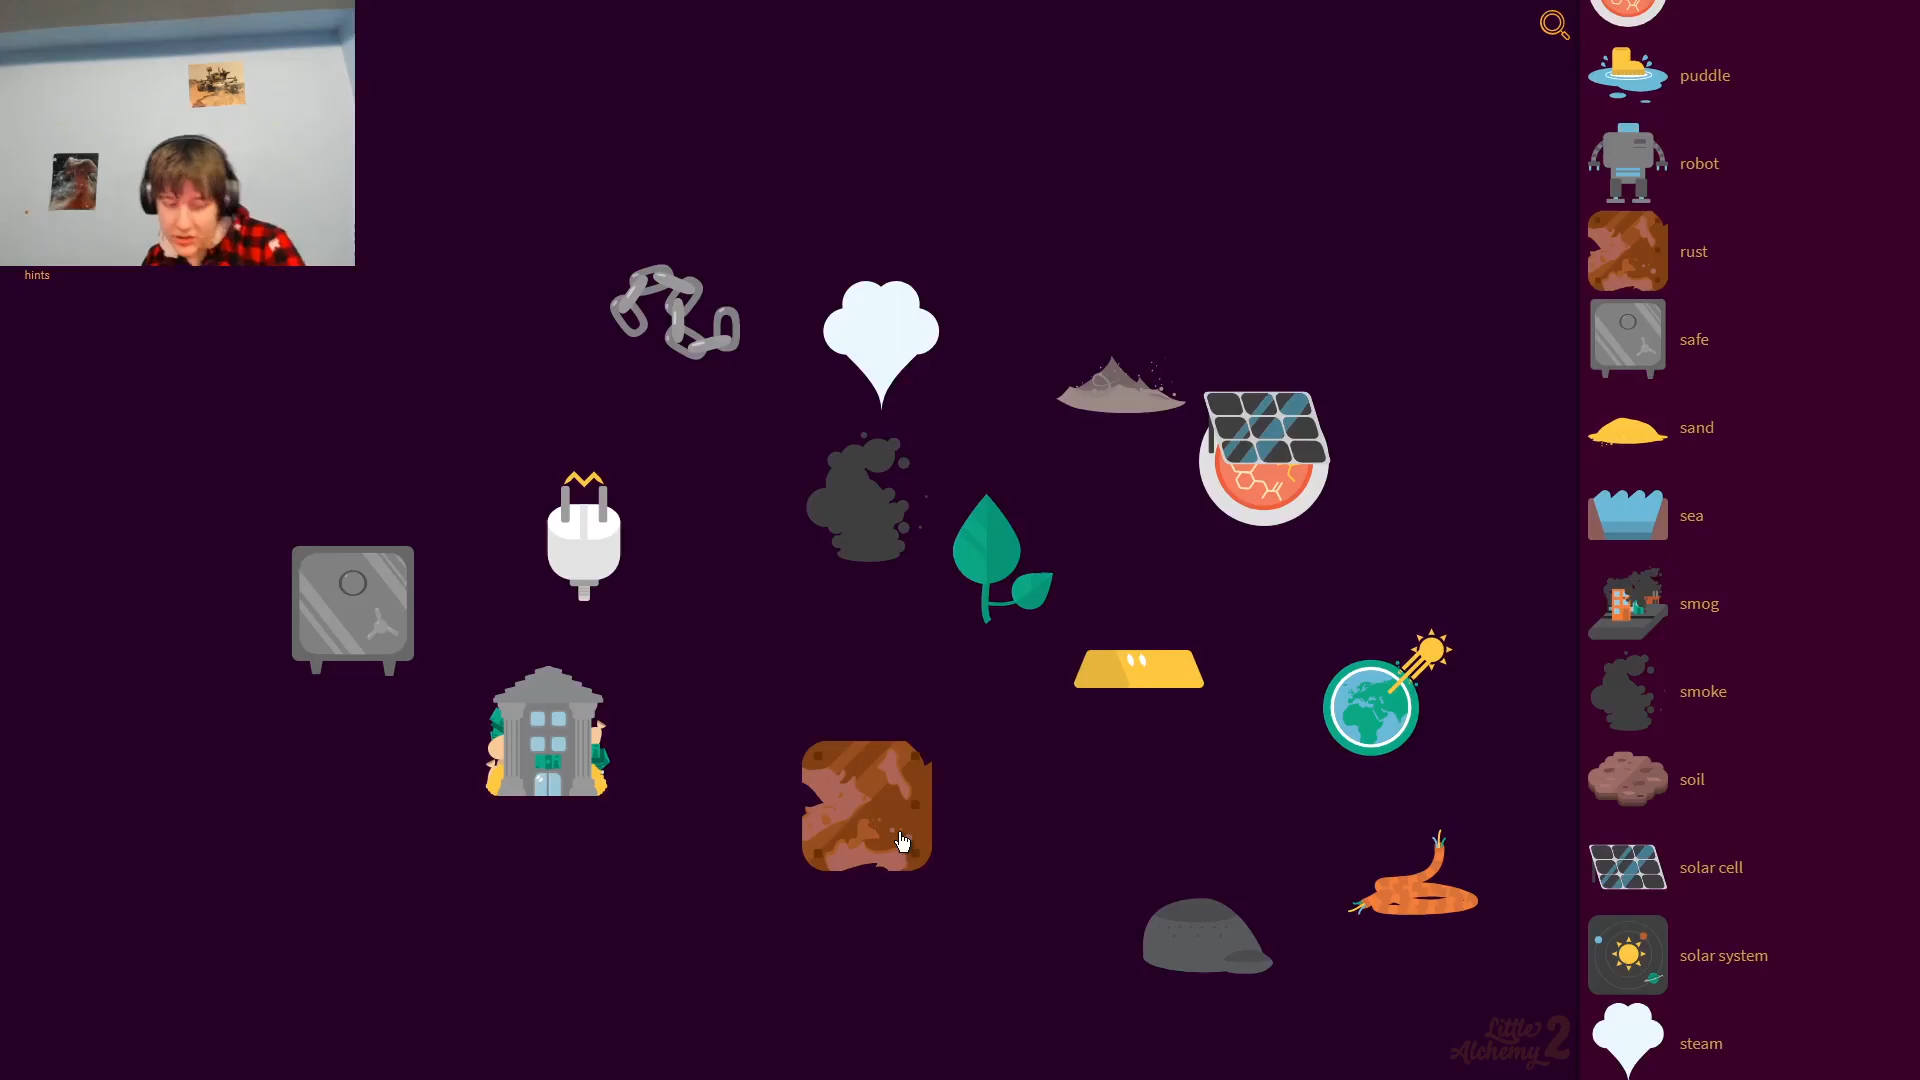 hints
puddle
robot
rust
safe
sand
sea
smog
smoke
soil
solar cell
solar system
steam
Little
Alchemy 2